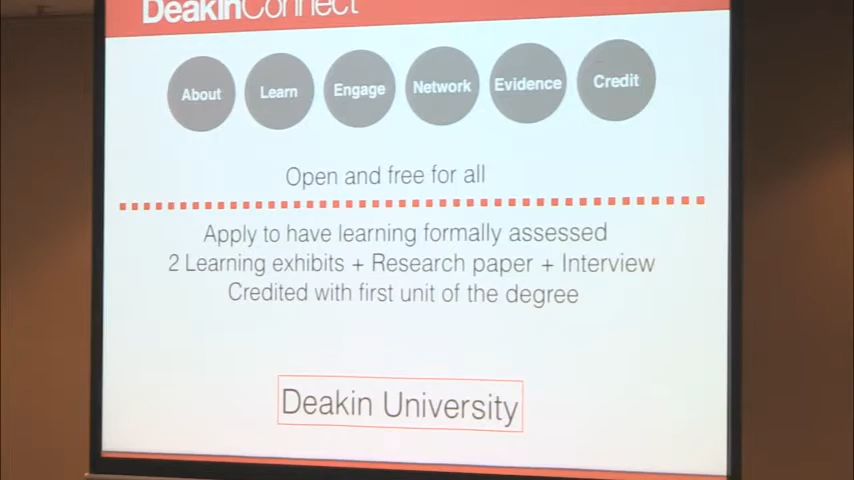 DeakinConnect
About Learn Engage Network Evidence Credit
Open and free for all
Apply to have learning formally assessed
2 Learning exhibits + Research paper + Interview
Credited with first unit of the degree
Deakin University